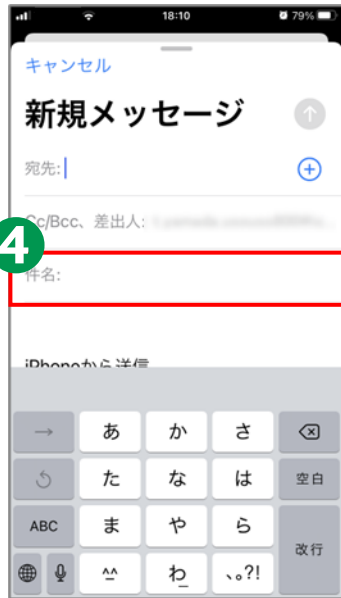 18:10 79%
キャンセル
新規メッセージ
宛先:
Cc/Bcc、差出人:
4
件名:
iPhoneから送信
→ あ か さ
た な は 空白
ABC ま や ら
改行
^^ わ_ 、。?!